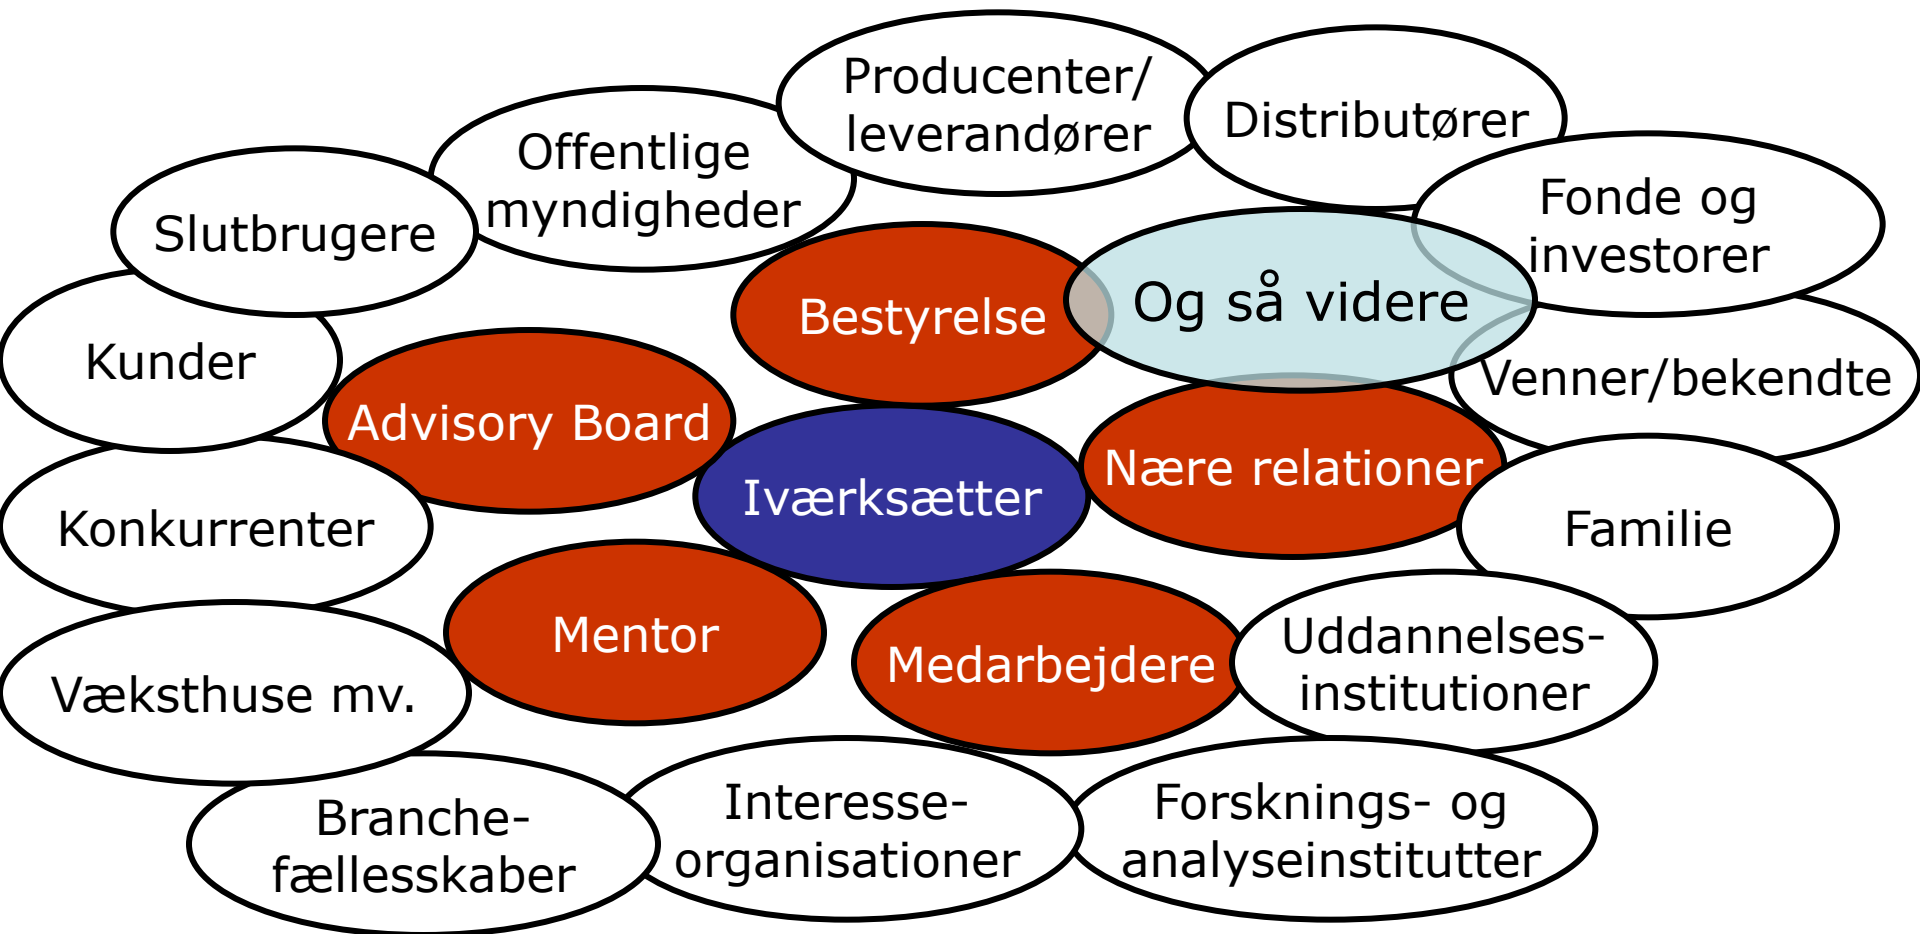 Producenter/
leverandører
Distributører
Offentlige
myndigheder
Fonde og
investorer
Slutbrugere
Bestyrelse
Og så videre
Kunder
Venner/bekendte
Advisory Board
Nære relationer
Iværksætter
Konkurrenter
Familie
Mentor
Medarbejdere
Uddannelses-
institutioner
Væksthuse mv.
Branche-
fællesskaber
Interesse-
organisationer
Forsknings- og
analyseinstitutter